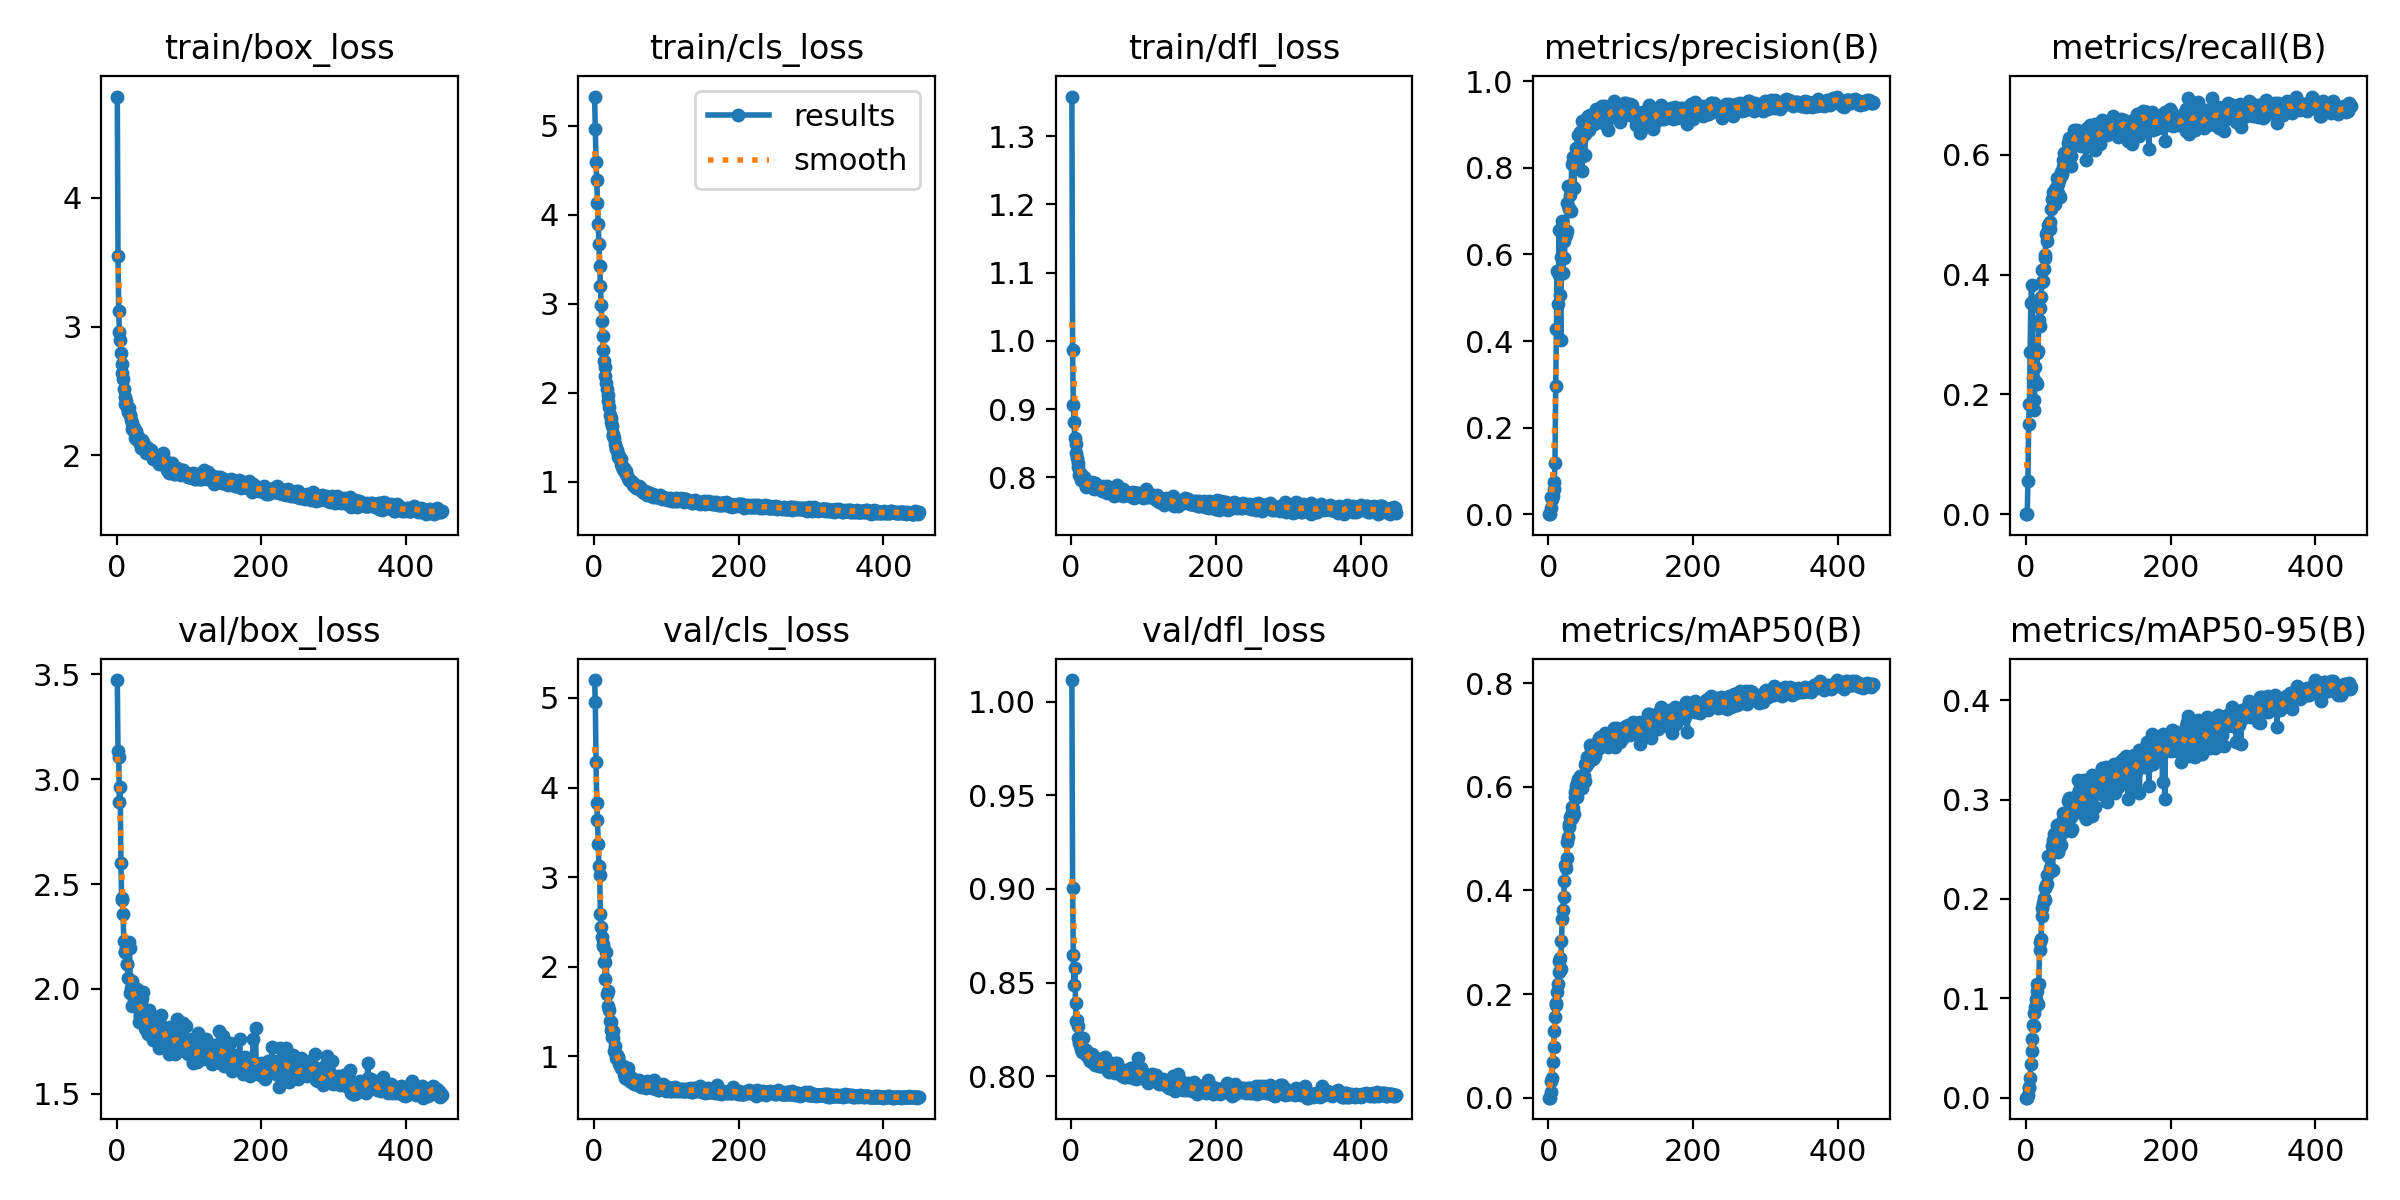 train/box_loss
train/cls_loss
train/dfl_loss
metrics/precision(B)
metrics/recall(B)
4
3
2
0 200 400
5
4
3
2
1
0 200 400
results
smooth
1.3
1.2
1.1
1.0
0.9
0.8
0 200 400
1.0
0.8
0.6
0.4
0.2
0.0
0 200 400
0.6
0.4
0.2
0.0
0 200 400
val/box_loss
val/cls_loss
val/dfl_loss
metrics/mAP50(B)
metrics/mAP50-95(B)
3.5
3.0
2.5
2.0
1.5
0 200 400
5
4
3
2
1
0 200 400
1.00
0.95
0.90
0.85
0.80
0 200 400
0.8
0.6
0.4
0.2
0.0
0 200 400
0.4
0.3
0.2
0.1
0.0
0 200 400